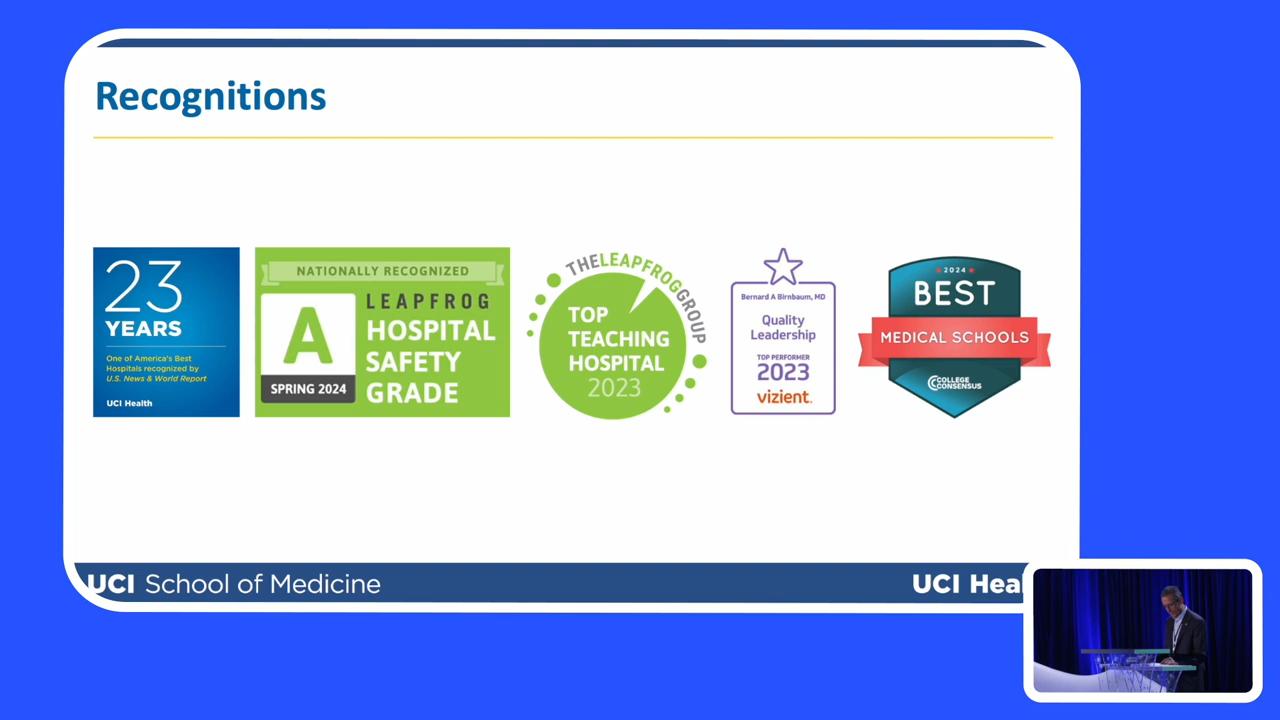 Recognitions
23
YEARS
One of America's Best
Hospitals recognized by
U.S. News & World Report
UCI Health
NATIONALLY RECOGNIZED
A
SPRING 2024
LEAPFROG
HOSPITAL
SAFETY
GRADE
THELEAPFROGGROUP
TOP
TEACHING
HOSPITAL
2023
Bernard A Birnbaum, MD
Quality
Leadership
TOP PERFORMER
2023
vizient.
2024
BEST
MEDICAL SCHOOLS
COLLEGE
CONSENSUS
UCI School of Medicine
UCI